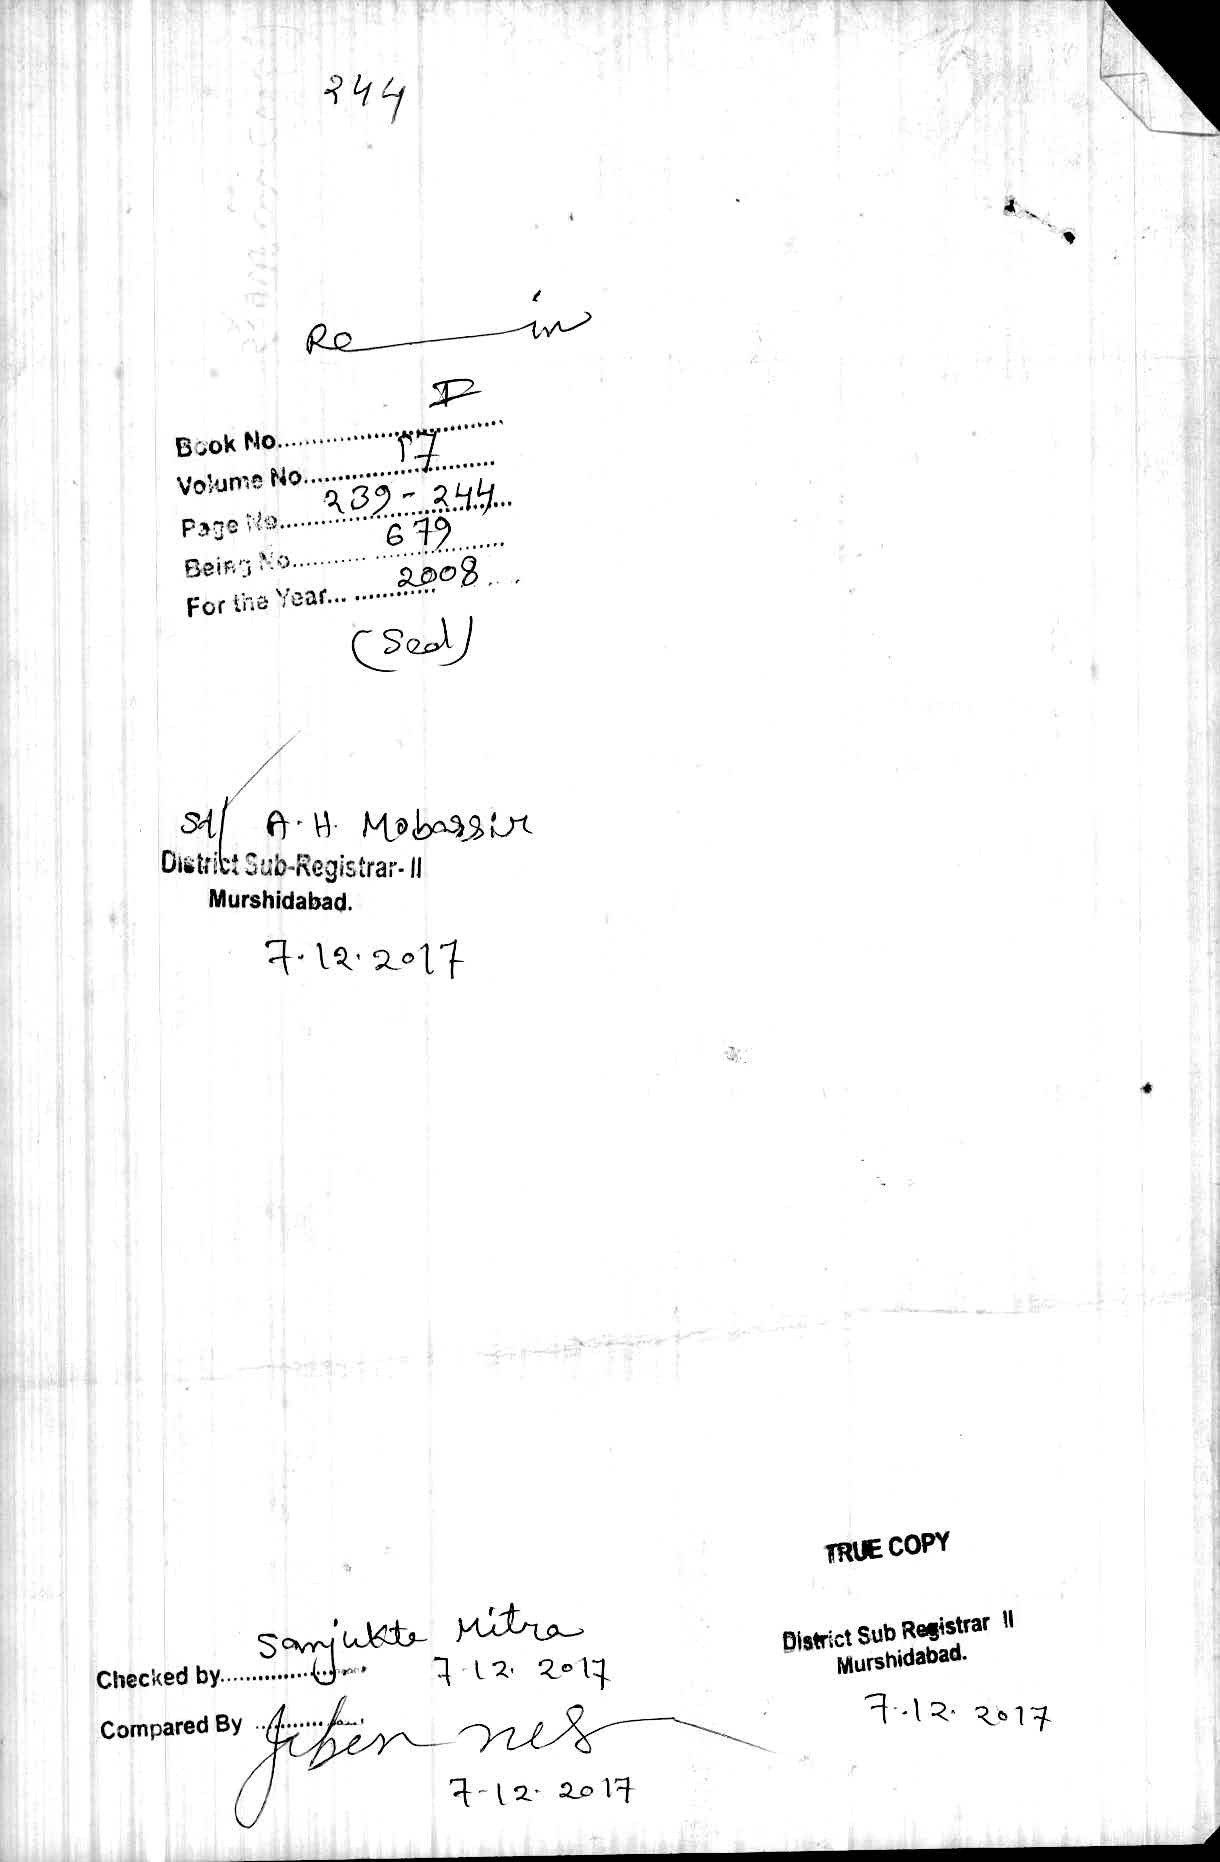 244
Re in
Book No. I
Volume No. 17
Page No. 239 - 244
Being No. 679
For the Year 2008
(Seal)
Sd/ A. H. Mobassir
District Sub-Registrar- II
Murshidabad.
7.12.2017
TRUE COPY
District Sub Registrar II
Murshidabad.
7.12.2017
Checked by Sanjukta Mitra
7.12.2017
Compared By
7-12-2017